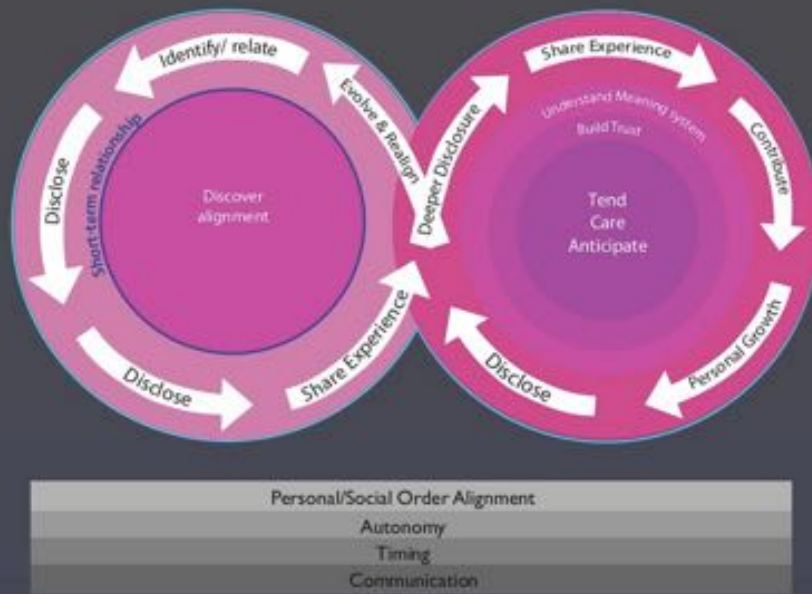 Identify/ relate
Disclose
Disclose
Share Experience
Evolve & Realign
Short-term relationship
Discover
alignment
Deeper Disclosure
Share Experience
Contribute
Personal Growth
Disclose
Understand Meaning system
Build Trust
Tend
Care
Anticipate
Personal/Social Order Alignment
Autonomy
Timing
Communication